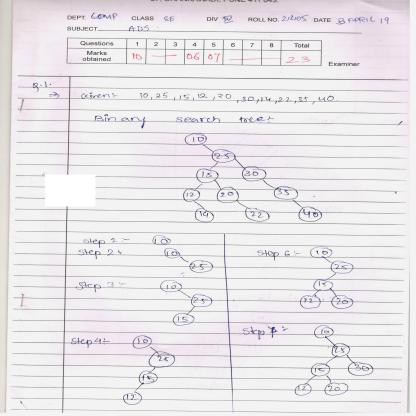 DEPT. COMP CLASS SE DIV ROLL NO. 21205 DATE 8 APRIL 19
SUBJECT ADS
Questions 1 2 3 4 5 6 7 8 Total
Marks obtained 10 — 06 07 23
Examiner
Q.1.
⇒ Given:- 10, 25, 15, 12, 20, 30, 14, 22, 35, 40.
Binary search tree:-
10
25
15 30
12 20 35
14 22 40
Step 1:- 10
Step 2:- 10
25
Step 3:- 10
25
15
Step 4:- 10
25
15
12
Step 6:- 10
25
15
12 20
Step 7:- 10
25
15 30
12 20